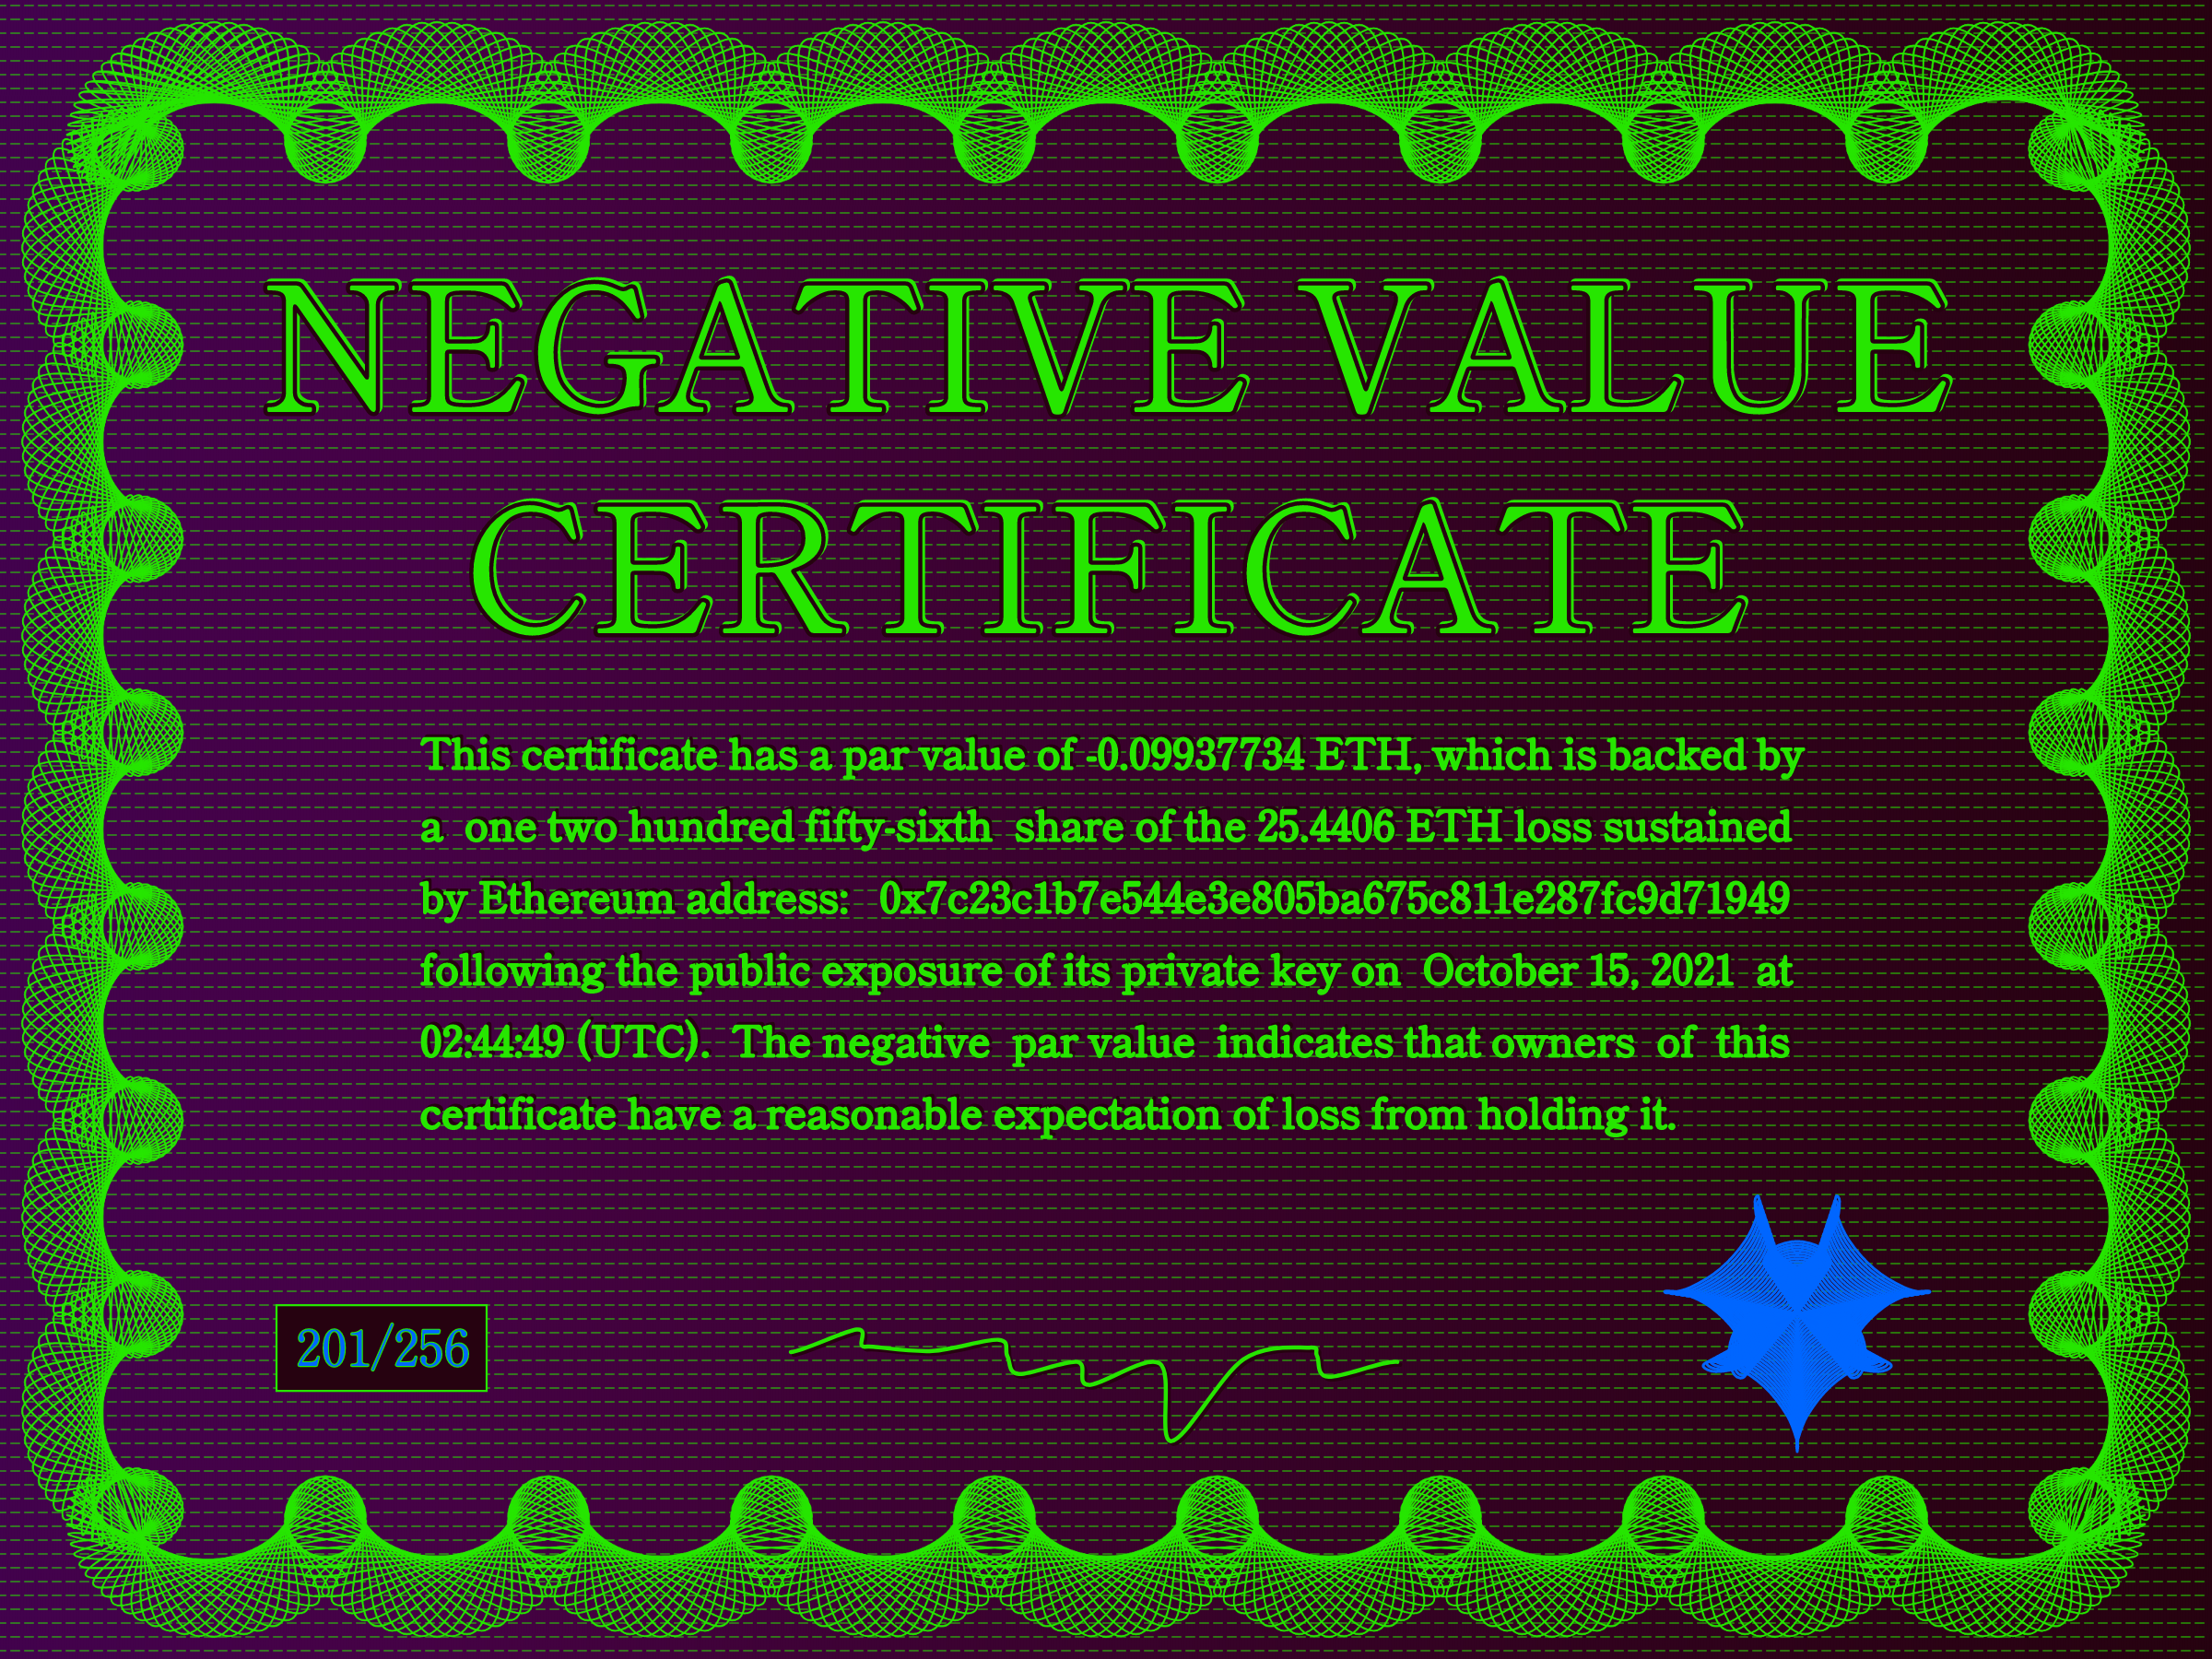 NEGATIVE VALUE
CERTIFICATE
This certificate has a par value of -0.09937734 ETH, which is backed by
a one two hundred fifty-sixth share of the 25.4406 ETH loss sustained
by Ethereum address: 0x7c23c1b7e544e3e805ba675c811e287fc9d71949
following the public exposure of its private key on October 15, 2021 at
02:44:49 (UTC). The negative par value indicates that owners of this
certificate have a reasonable expectation of loss from holding it.
201/256